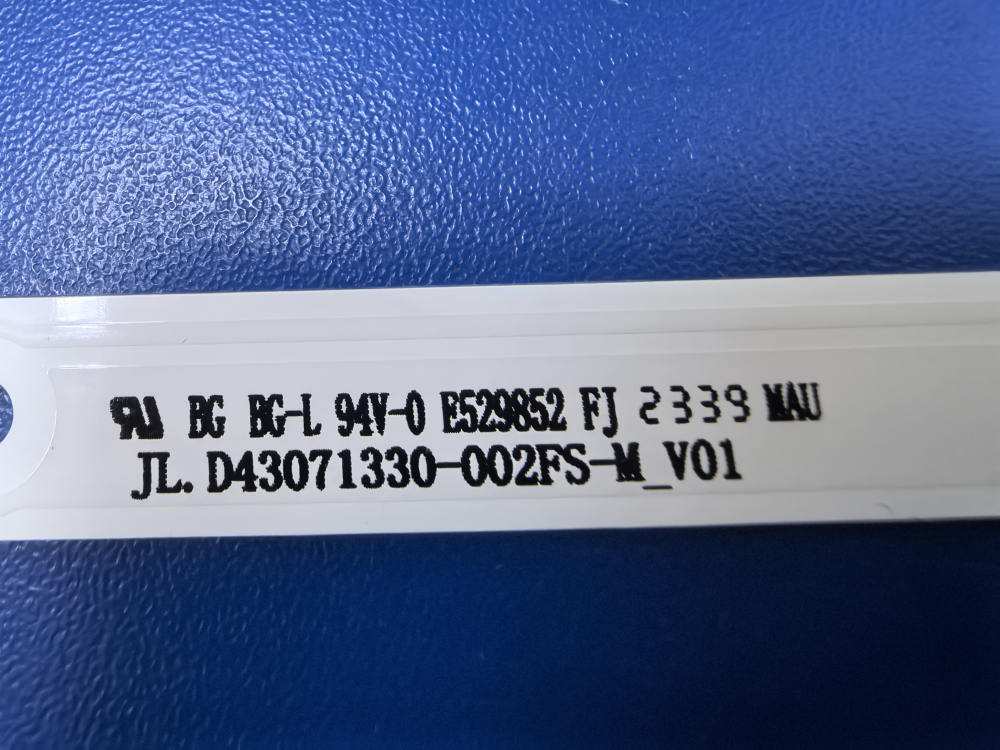 BG BG-L 94V-0 E529852 FJ 2339 MAU
JL.D43071330-002FS-M_V01